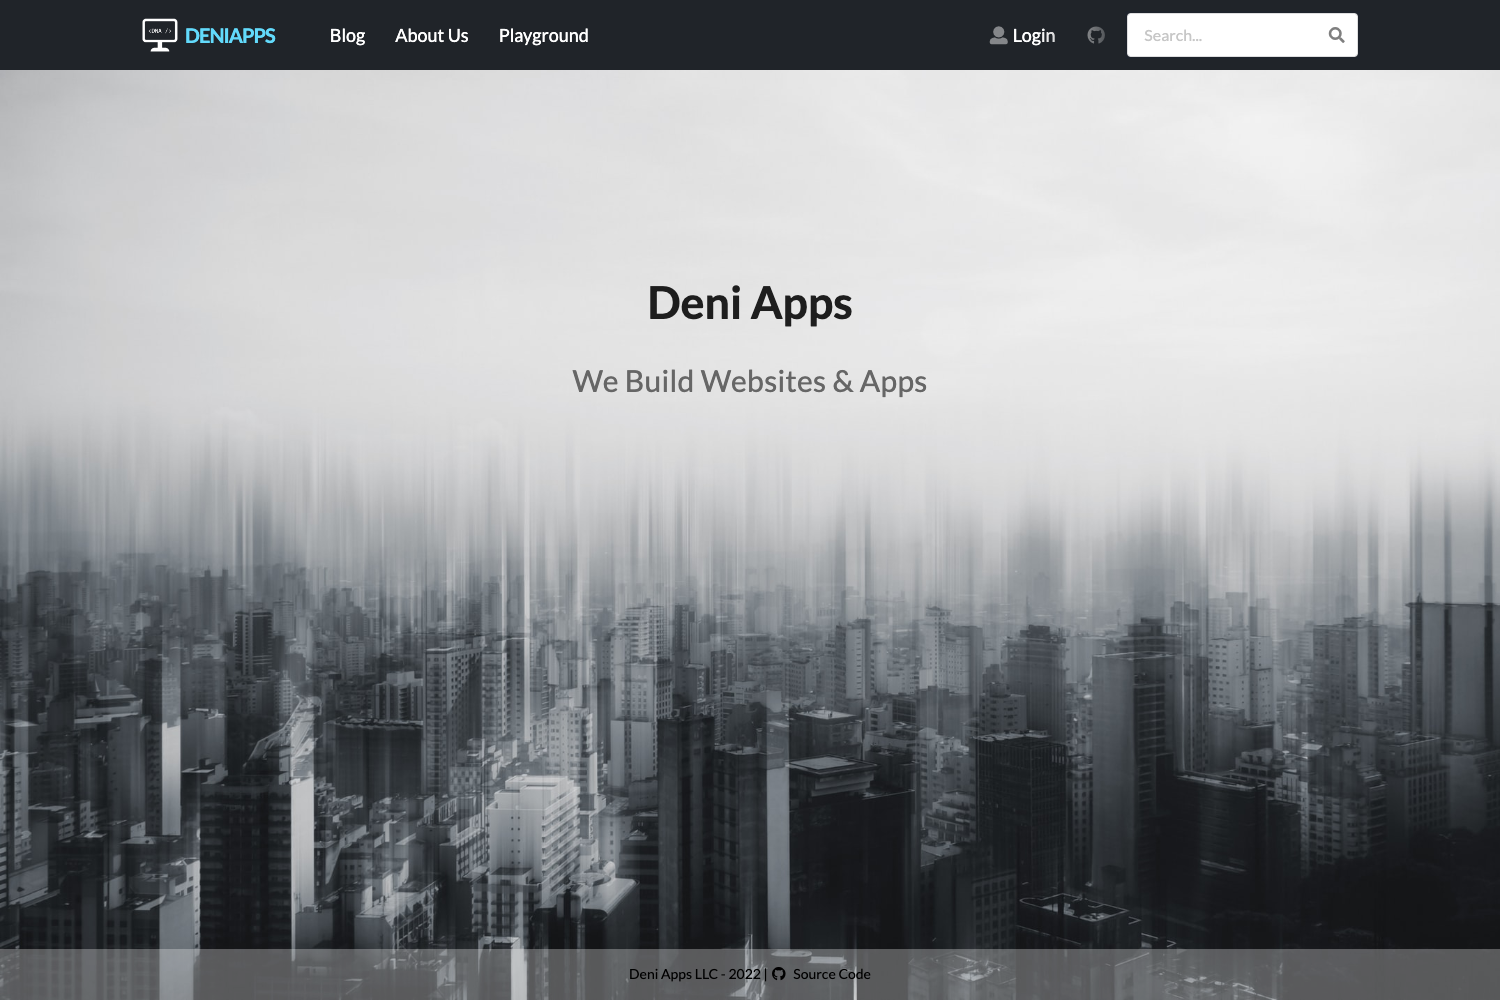 <DNA />
DENIAPPS
Blog
About Us
Playground
Login
Search...
Deni Apps
We Build Websites & Apps
Deni Apps LLC - 2022 | Source Code